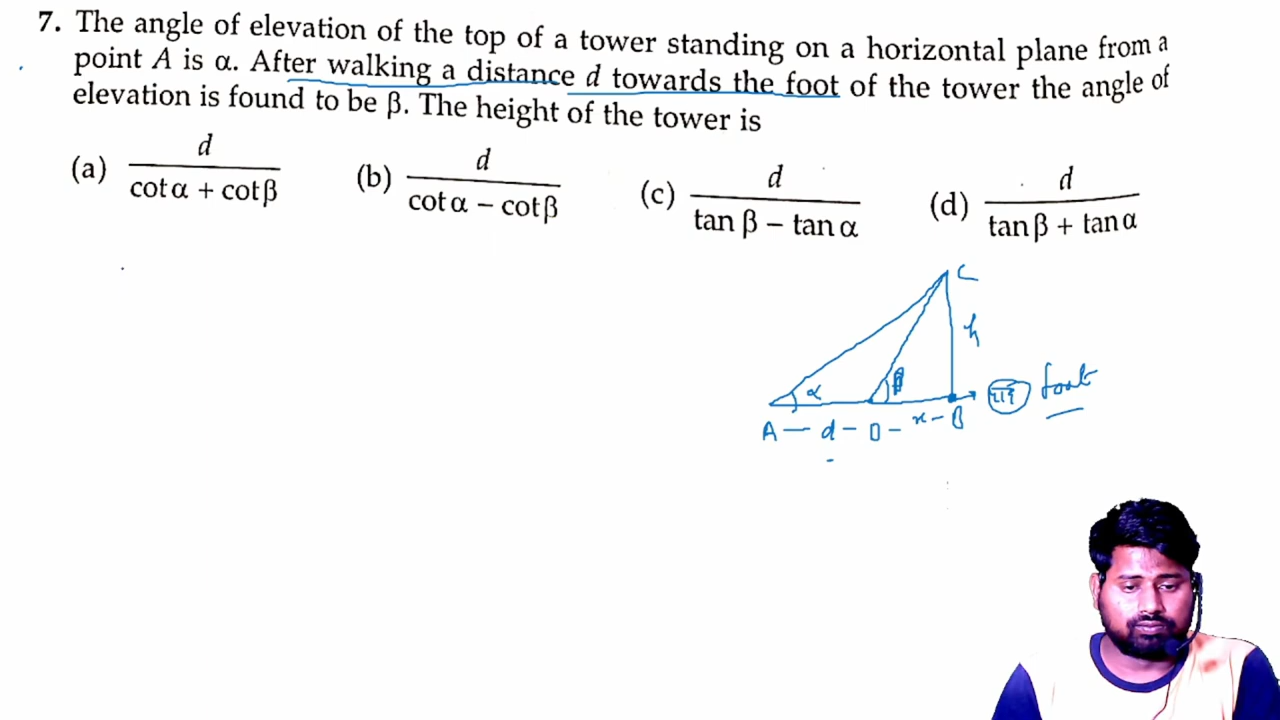 7. The angle of elevation of the top of a tower standing on a horizontal plane from a
point A is α. After walking a distance d towards the foot of the tower the angle of
elevation is found to be β. The height of the tower is
(a) d / (cot α + cot β) (b) d / (cot α − cot β) (c) d / (tan β − tan α) (d) d / (tan β + tan α)
C
h
α β
पाद foot
A — d — D — x — B